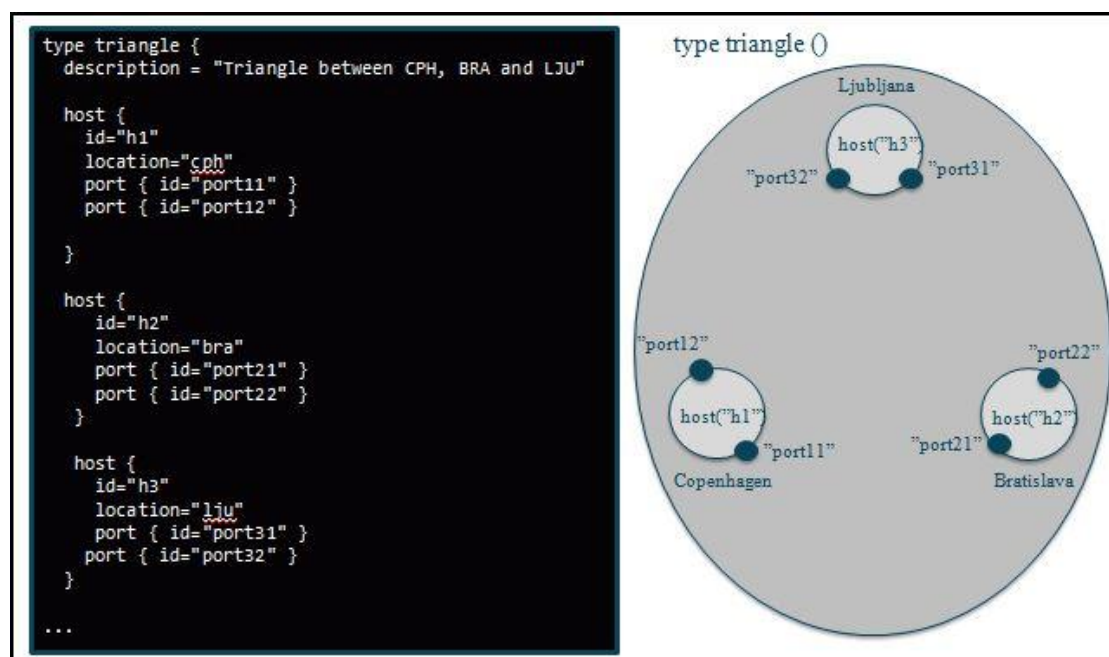 type triangle {
description = "Triangle between CPH, BRA and LJU"
host {
id="h1"
location="cph"
port { id="port11" }
port { id="port12" }
}
host {
id="h2"
location="bra"
port { id="port21" }
port { id="port22" }
}
host {
id="h3"
location="lju"
port { id="port31" }
port { id="port32" }
}
...
type triangle ()
Ljubljana
host("h3")
"port32"
"port31"
"port12"
"port22"
host("h1")
host("h2")
"port11"
"port21"
Copenhagen
Bratislava